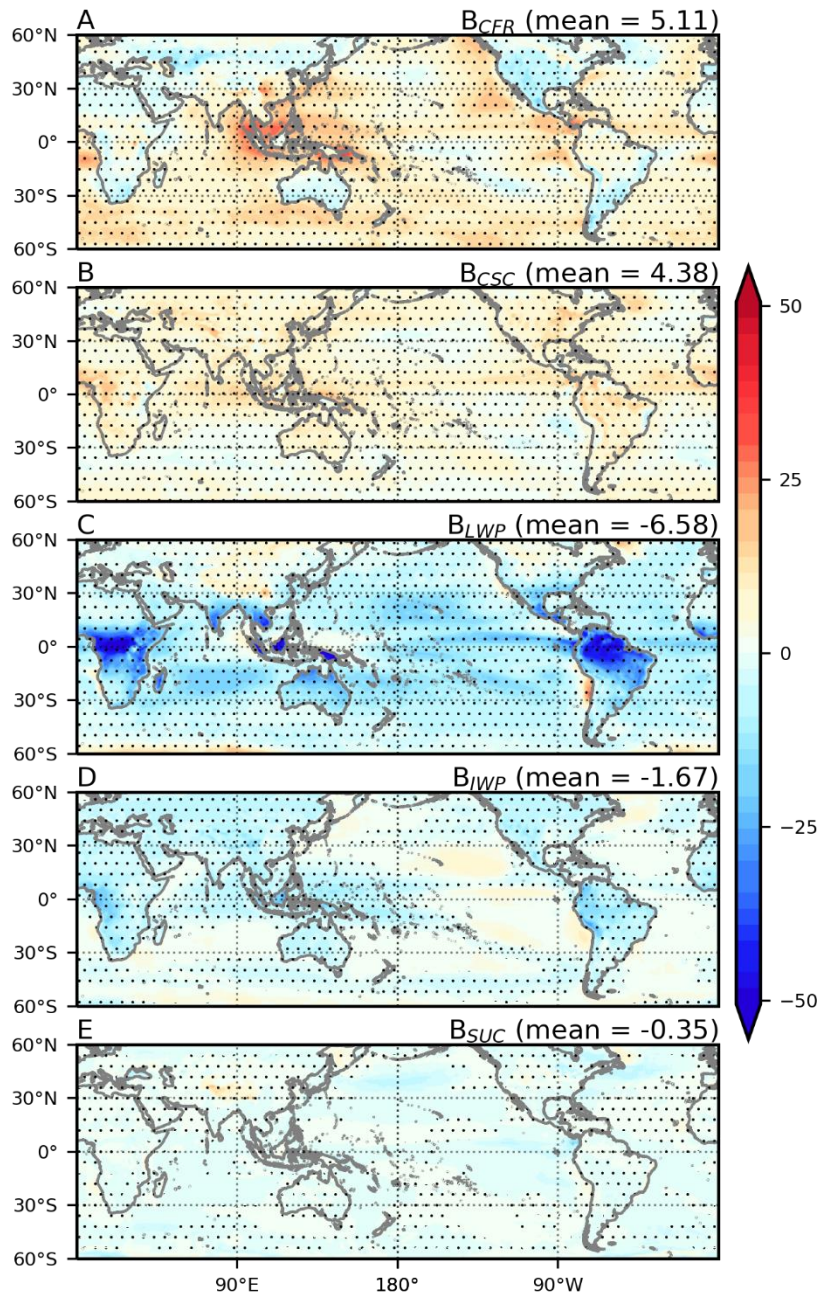 A B_CFR (mean = 5.11)
60°N
30°N
0°
30°S
60°S
B B_CSC (mean = 4.38)
60°N
30°N
0°
30°S
60°S
C B_LWP (mean = -6.58)
60°N
30°N
0°
30°S
60°S
D B_IWP (mean = -1.67)
60°N
30°N
0°
30°S
60°S
E B_SUC (mean = -0.35)
60°N
30°N
0°
30°S
60°S
90°E 180° 90°W
50
25
0
−25
−50